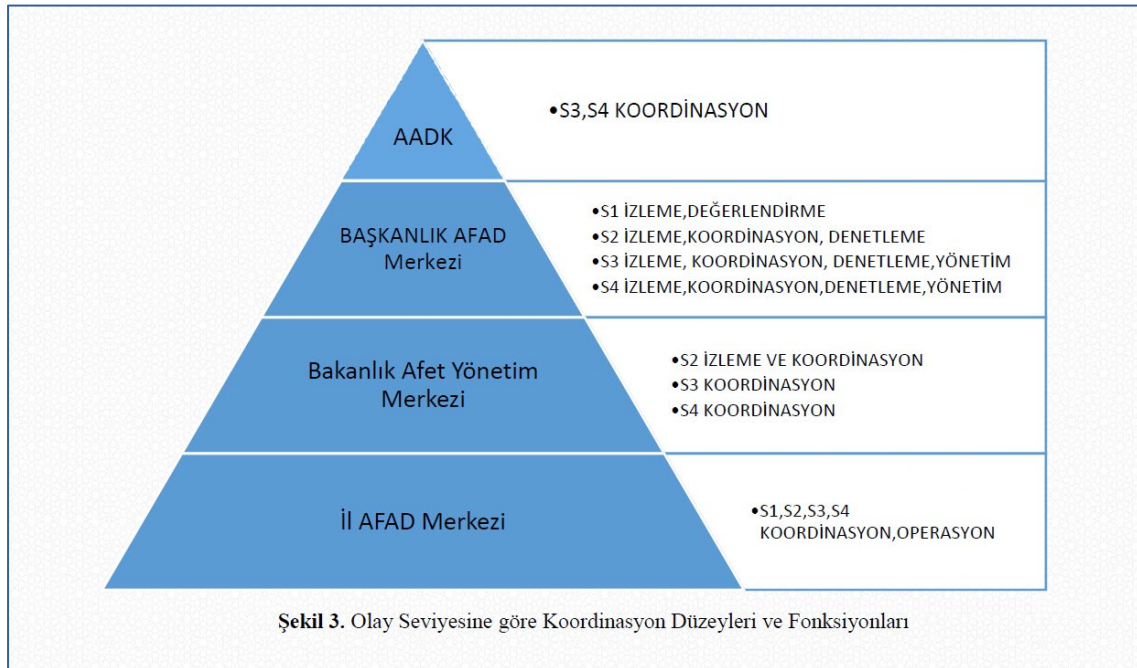 AADK
•S3,S4 KOORDİNASYON
BAŞKANLIK AFAD
Merkezi
•S1 İZLEME,DEĞERLENDİRME
•S2 İZLEME,KOORDİNASYON, DENETLEME
•S3 İZLEME, KOORDİNASYON, DENETLEME,YÖNETİM
•S4 İZLEME,KOORDİNASYON,DENETLEME,YÖNETİM
Bakanlık Afet Yönetim
Merkezi
•S2 İZLEME VE KOORDİNASYON
•S3 KOORDİNASYON
•S4 KOORDİNASYON
İl AFAD Merkezi
•S1,S2,S3,S4
KOORDİNASYON,OPERASYON
Şekil 3. Olay Seviyesine göre Koordinasyon Düzeyleri ve Fonksiyonları